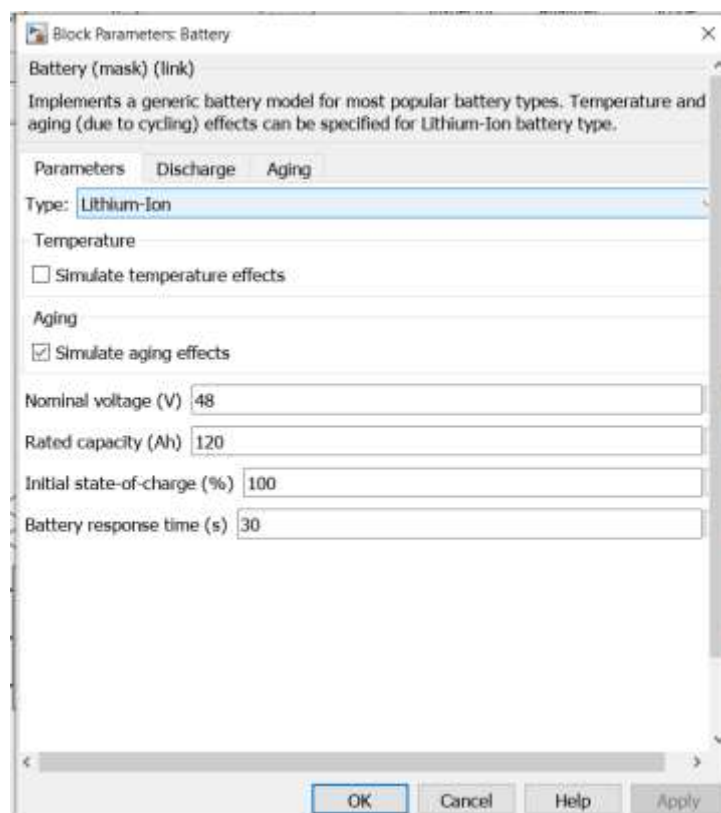 Block Parameters: Battery
Battery (mask) (link)
Implements a generic battery model for most popular battery types. Temperature and
aging (due to cycling) effects can be specified for Lithium-Ion battery type.
Parameters Discharge Aging
Type: Lithium-Ion
Temperature
Simulate temperature effects
Aging
Simulate aging effects
Nominal voltage (V) 48
Rated capacity (Ah) 120
Initial state-of-charge (%) 100
Battery response time (s) 30
OK Cancel Help Apply